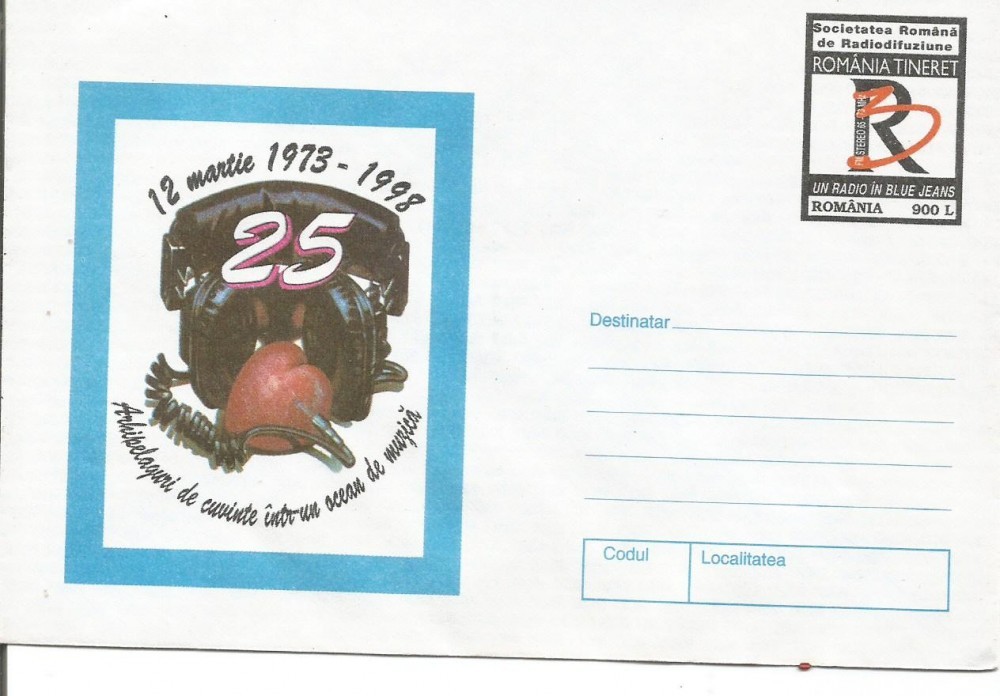 12 martie 1973 - 1998
25
Arhipelaguri de cuvinte într-un ocean de muzică
Societatea Română
de Radiodifuziune
ROMÂNIA TINERET
R3
UN RADIO ÎN BLUE JEANS
ROMÂNIA 900 L
Destinatar
Codul
Localitatea